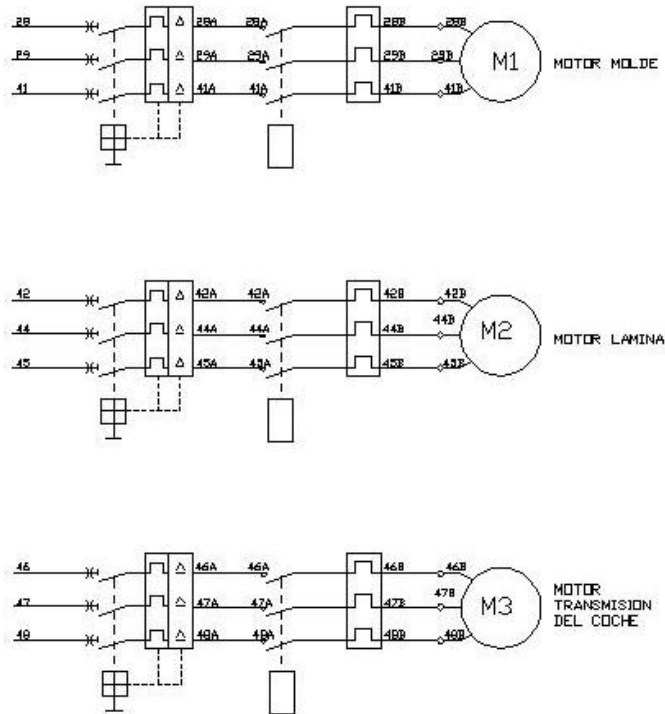 28 28A 28A 28B 28B
29 29A 29A 29B 29B
41 41A 41A 41B 41B
M1
MOTOR MOLDE
42 42A 42A 42B 42B
44 44A 44A 44B 44B
45 45A 45A 45B 45B
M2
MOTOR LAMINA
46 46A 46A 46B 46B
47 47A 47A 47B 47B
48 48A 48A 48B 48B
M3
MOTOR
TRANSMISION
DEL COCHE